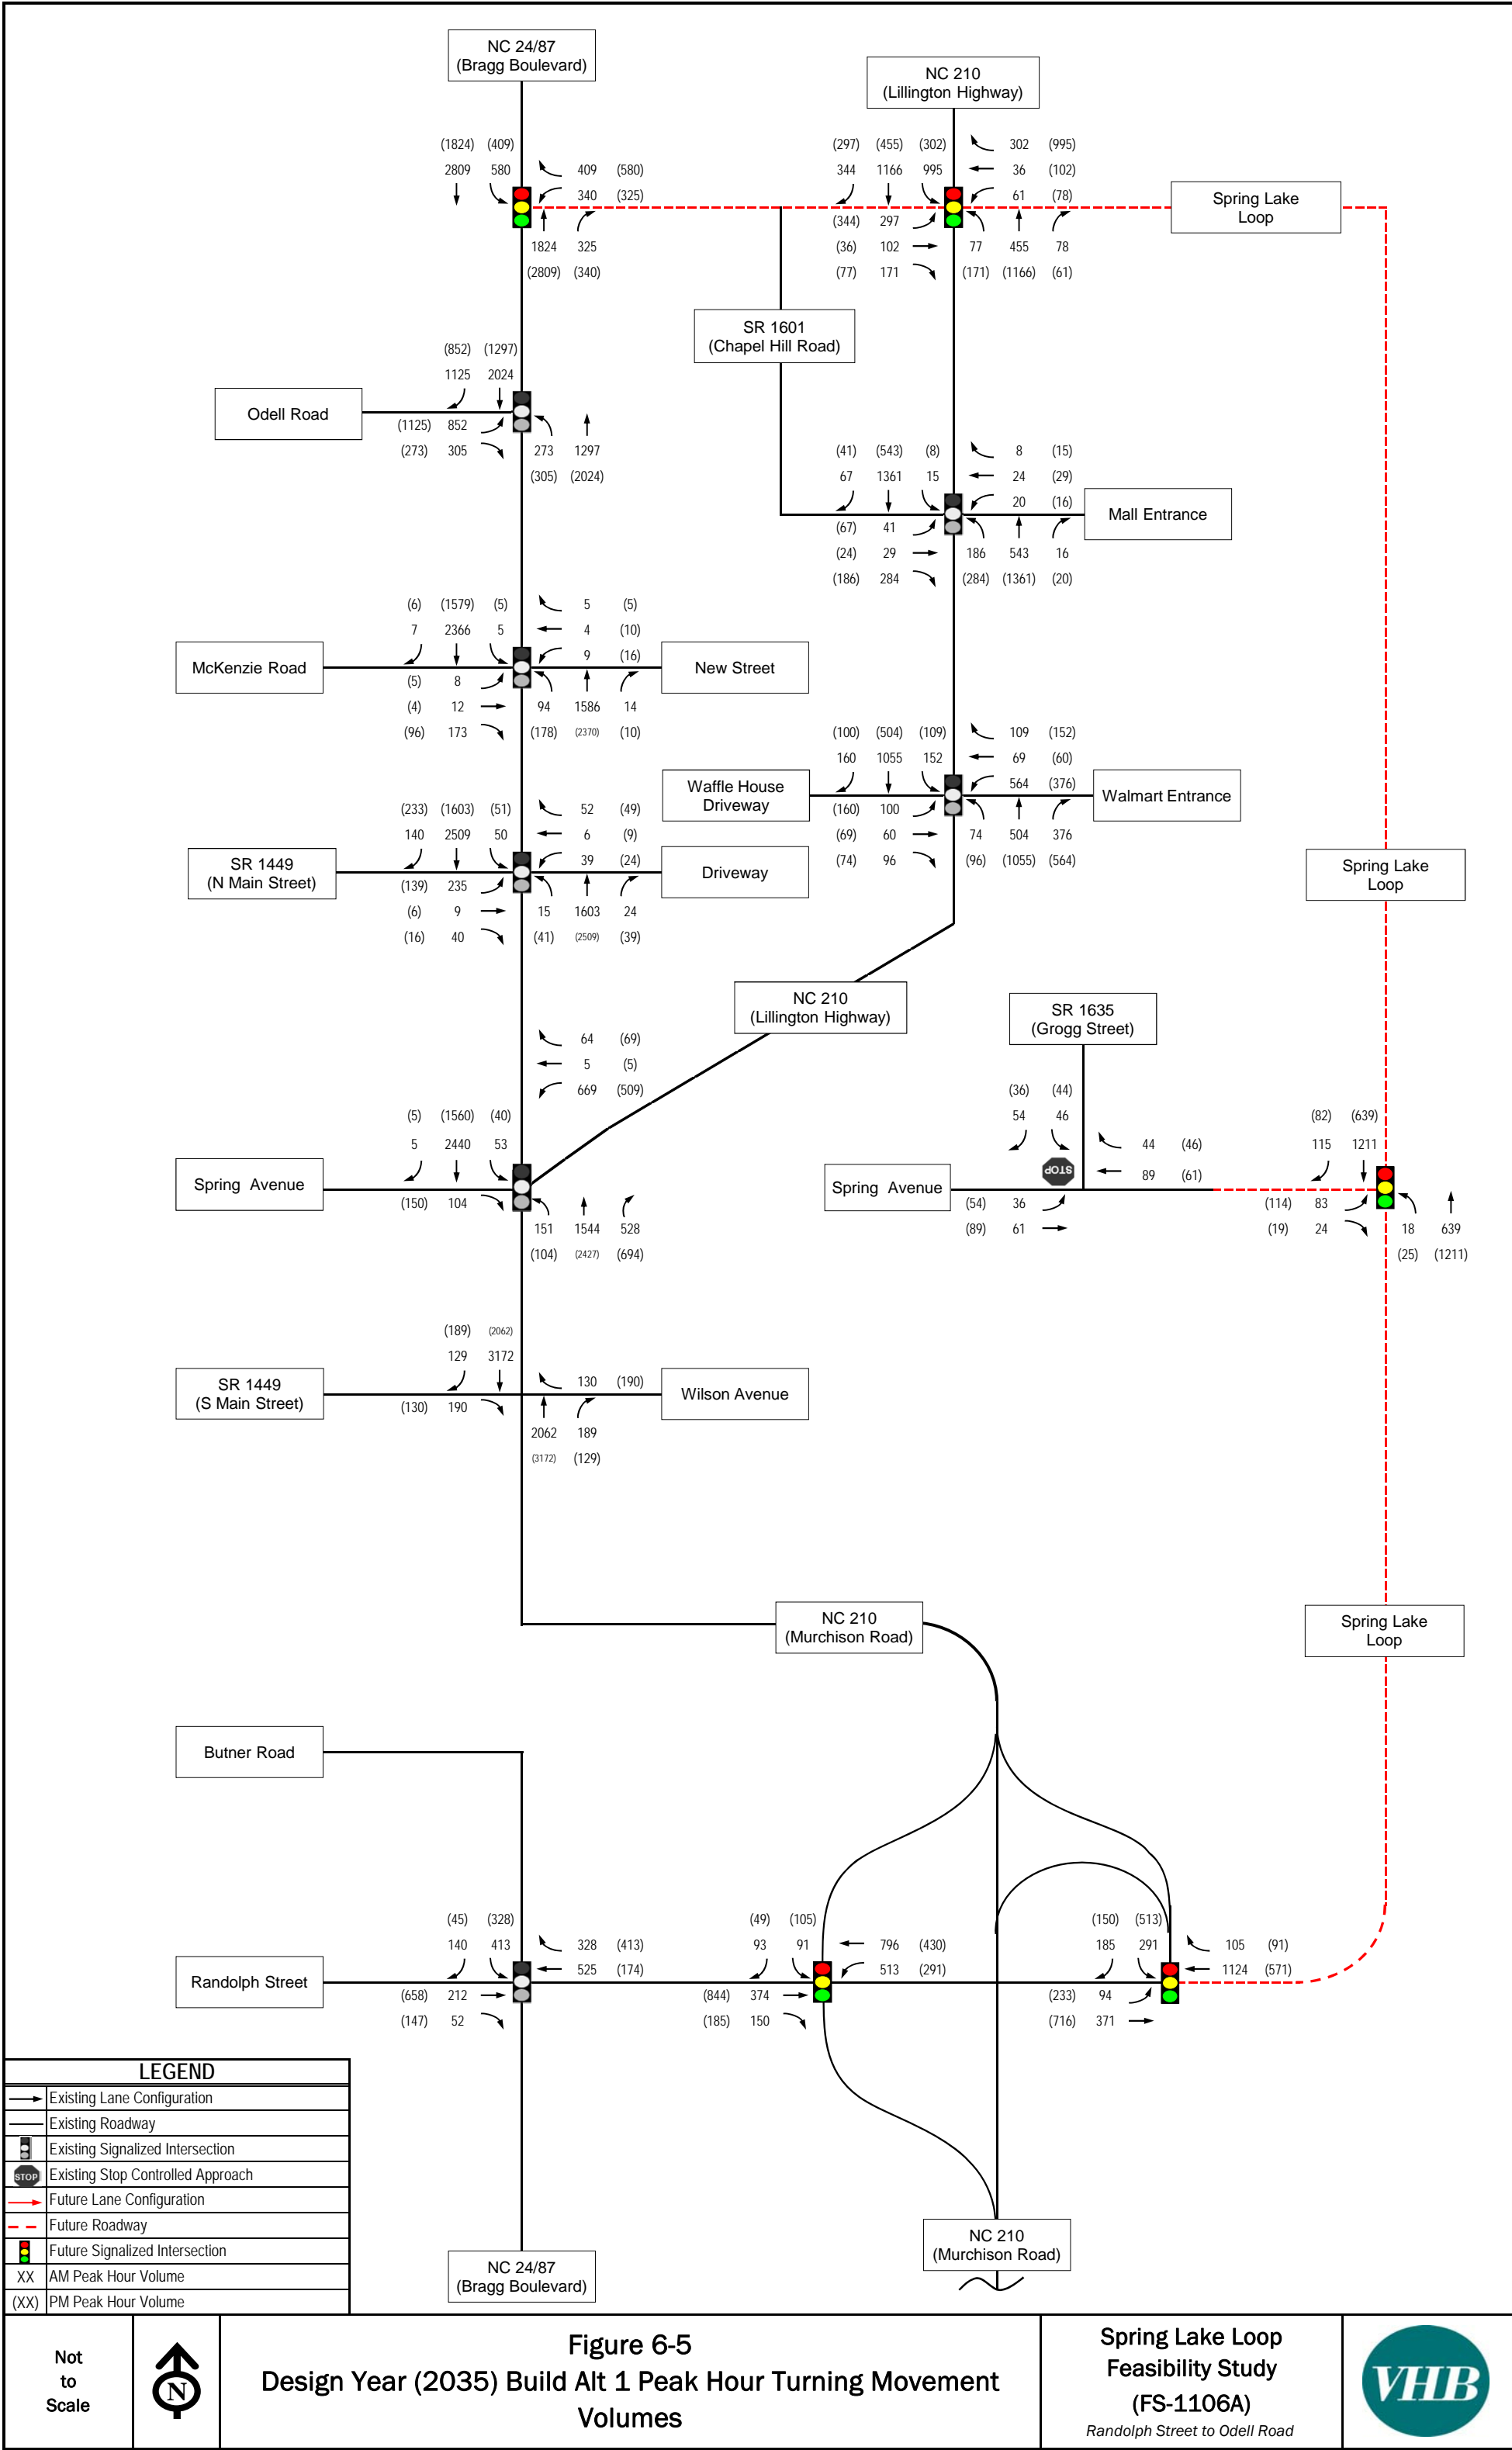 NC 24/87
(Bragg Boulevard)
NC 210
(Lillington Highway)
(1824) (409)
2809 580
409 (580)
340 (325)
1824 325
(2809) (340)
(297) (455) (302)
344 1166 995
302 (995)
36 (102)
61 (78)
(344) 297
(36) 102
(77) 171
77 455 78
(171) (1166) (61)
Spring Lake
Loop
SR 1601
(Chapel Hill Road)
(852) (1297)
1125 2024
Odell Road
(1125) 852
(273) 305
273 1297
(305) (2024)
(41) (543) (8)
67 1361 15
8 (15)
24 (29)
20 (16)
Mall Entrance
(67) 41
(24) 29
(186) 284
186 543 16
(284) (1361) (20)
(6) (1579) (5)
7 2366 5
5 (5)
4 (10)
9 (16)
McKenzie Road
New Street
(5) 8
(4) 12
(96) 173
94 1586 14
(178) (2370) (10)
(100) (504) (109)
160 1055 152
109 (152)
69 (60)
564 (376)
Waffle House
Driveway
Walmart Entrance
(160) 100
(69) 60
(74) 96
74 504 376
(96) (1055) (564)
(233) (1603) (51)
140 2509 50
52 (49)
6 (9)
39 (24)
SR 1449
(N Main Street)
Driveway
(139) 235
(6) 9
(16) 40
15 1603 24
(41) (2509) (39)
Spring Lake
Loop
NC 210
(Lillington Highway)
SR 1635
(Grogg Street)
64 (69)
5 (5)
669 (509)
(5) (1560) (40)
5 2440 53
Spring Avenue
(150) 104
151 1544 528
(104) (2427) (694)
(36) (44)
54 46
44 (46)
89 (61)
STOP
Spring Avenue
(54) 36
(89) 61
(82) (639)
115 1211
(114) 83
(19) 24
18 639
(25) (1211)
(189) (2062)
129 3172
130 (190)
SR 1449
(S Main Street)
Wilson Avenue
(130) 190
2062 189
(3172) (129)
NC 210
(Murchison Road)
Spring Lake
Loop
Butner Road
(45) (328)
140 413
328 (413)
525 (174)
Randolph Street
(658) 212
(147) 52
(49) (105)
93 91
796 (430)
513 (291)
(844) 374
(185) 150
(150) (513)
185 291
105 (91)
1124 (571)
(233) 94
(716) 371
NC 24/87
(Bragg Boulevard)
NC 210
(Murchison Road)
LEGEND
Existing Lane Configuration
Existing Roadway
Existing Signalized Intersection
STOP Existing Stop Controlled Approach
Future Lane Configuration
Future Roadway
Future Signalized Intersection
XX AM Peak Hour Volume
(XX) PM Peak Hour Volume
Not
to
Scale
N
Figure 6-5
Design Year (2035) Build Alt 1 Peak Hour Turning Movement
Volumes
Spring Lake Loop
Feasibility Study
(FS-1106A)
Randolph Street to Odell Road
VHB